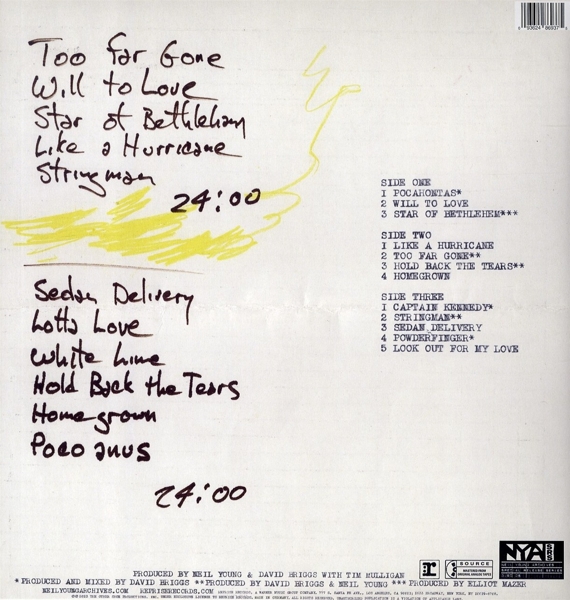 Too Far Gone
Will to Love
Star of Bethleham
Like a Hurricane
Stringman
24:00
Sedan Delivery
Lotta Love
White Line
Hold Back the Tears
Homegrown
Poco anus
24:00
SIDE ONE
1 POCAHONTAS*
2 WILL TO LOVE
3 STAR OF BETHLEHEM***
SIDE TWO
1 LIKE A HURRICANE
2 TOO FAR GONE**
3 HOLD BACK THE TEARS**
4 HOMEGROWN
SIDE THREE
1 CAPTAIN KENNEDY*
2 STRINGMAN**
3 SEDAN DELIVERY
4 POWDERFINGER*
5 LOOK OUT FOR MY LOVE
PRODUCED BY NEIL YOUNG & DAVID BRIGGS WITH TIM MULLIGAN
*PRODUCED AND MIXED BY DAVID BRIGGS **PRODUCED BY DAVID BRIGGS & NEIL YOUNG ***PRODUCED BY ELLIOT MAZER
NEILYOUNGARCHIVES.COM REPRISERECORDS.COM
SOURCE
NYA